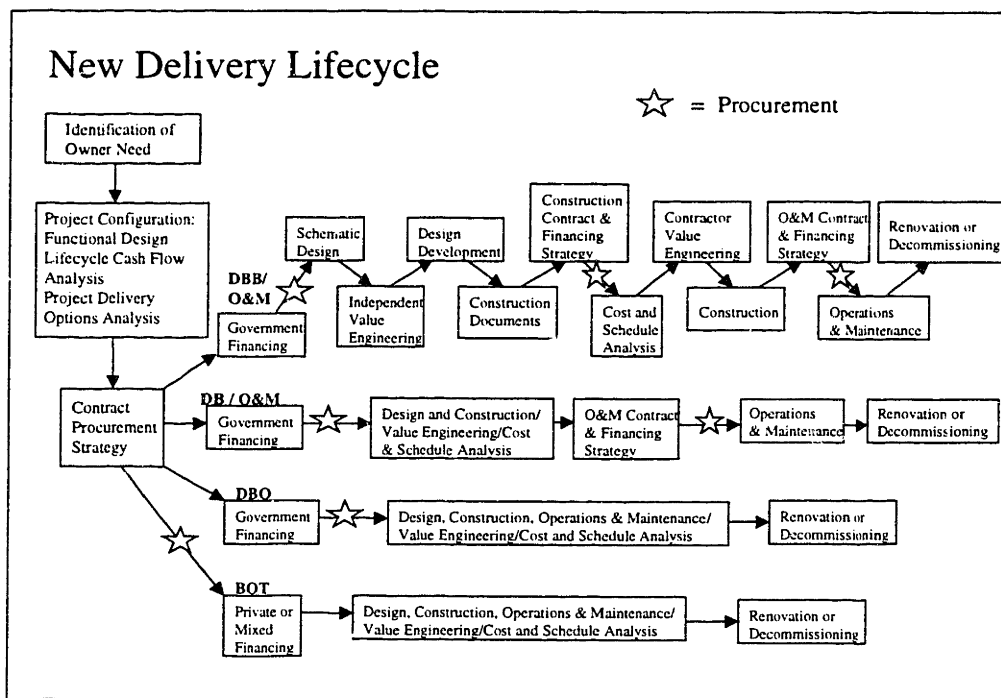 New Delivery Lifecycle
= Procurement
Identification of
Owner Need
Project Configuration:
Functional Design
Lifecycle Cash Flow
Analysis
Project Delivery
Options Analysis
Contract
Procurement
Strategy
DBB/
O&M
Government
Financing
Schematic
Design
Independent
Value
Engineering
Design
Development
Construction
Documents
Construction
Contract &
Financing
Strategy
Cost and
Schedule
Analysis
Contractor
Value
Engineering
Construction
O&M Contract
& Financing
Strategy
Operations
& Maintenance
Renovation or
Decommissioning
DB / O&M
Government
Financing
Design and Construction/
Value Engineering/Cost
& Schedule Analysis
O&M Contract
& Financing
Strategy
Operations
& Maintenance
Renovation or
Decommissioning
DBO
Government
Financing
Design, Construction, Operations & Maintenance/
Value Engineering/Cost and Schedule Analysis
Renovation or
Decommissioning
BOT
Private or
Mixed
Financing
Design, Construction, Operations & Maintenance/
Value Engineering/Cost and Schedule Analysis
Renovation or
Decommissioning